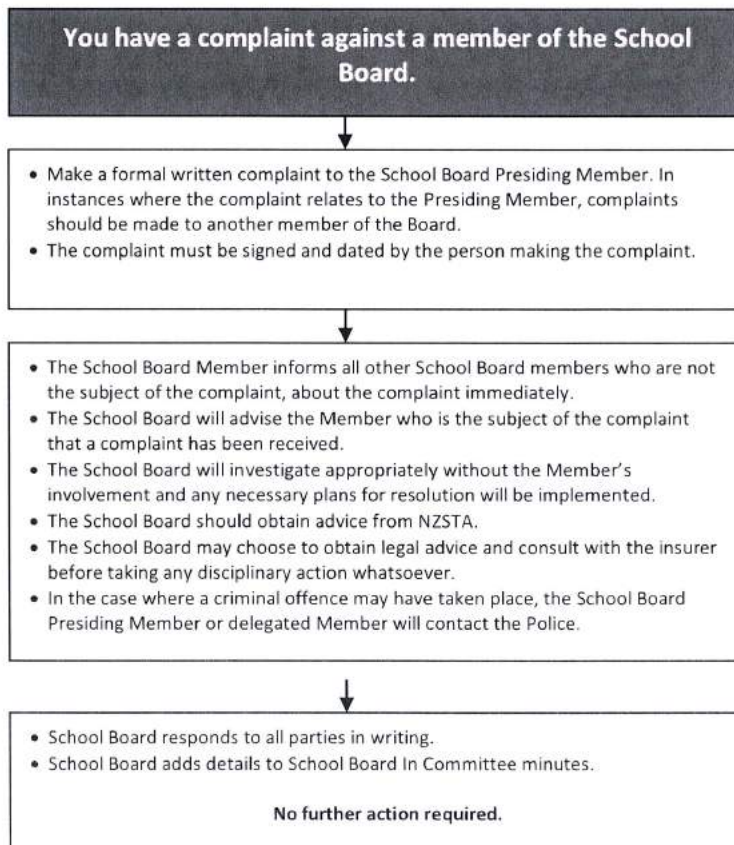 You have a complaint against a member of the School
Board.
• Make a formal written complaint to the School Board Presiding Member. In
instances where the complaint relates to the Presiding Member, complaints
should be made to another member of the Board.
• The complaint must be signed and dated by the person making the complaint.
• The School Board Member informs all other School Board members who are not
the subject of the complaint, about the complaint immediately.
• The School Board will advise the Member who is the subject of the complaint
that a complaint has been received.
• The School Board will investigate appropriately without the Member's
involvement and any necessary plans for resolution will be implemented.
• The School Board should obtain advice from NZSTA.
• The School Board may choose to obtain legal advice and consult with the insurer
before taking any disciplinary action whatsoever.
• In the case where a criminal offence may have taken place, the School Board
Presiding Member or delegated Member will contact the Police.
• School Board responds to all parties in writing.
• School Board adds details to School Board In Committee minutes.
No further action required.